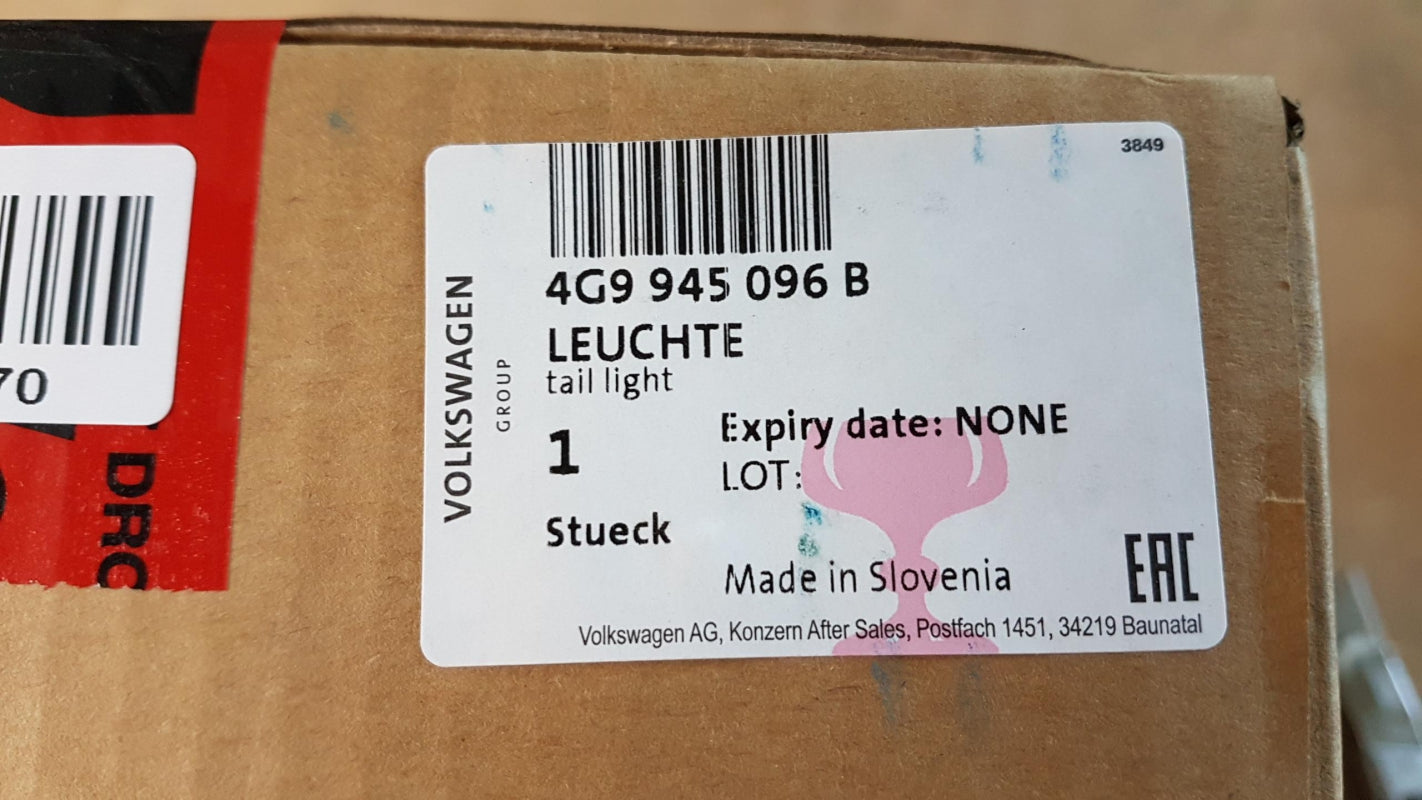 3849
VOLKSWAGEN
GROUP
4G9 945 096 B
LEUCHTE
tail light
1
Expiry date: NONE
LOT:
Stueck
Made in Slovenia
EAC
Volkswagen AG, Konzern After Sales, Postfach 1451, 34219 Baunatal
70